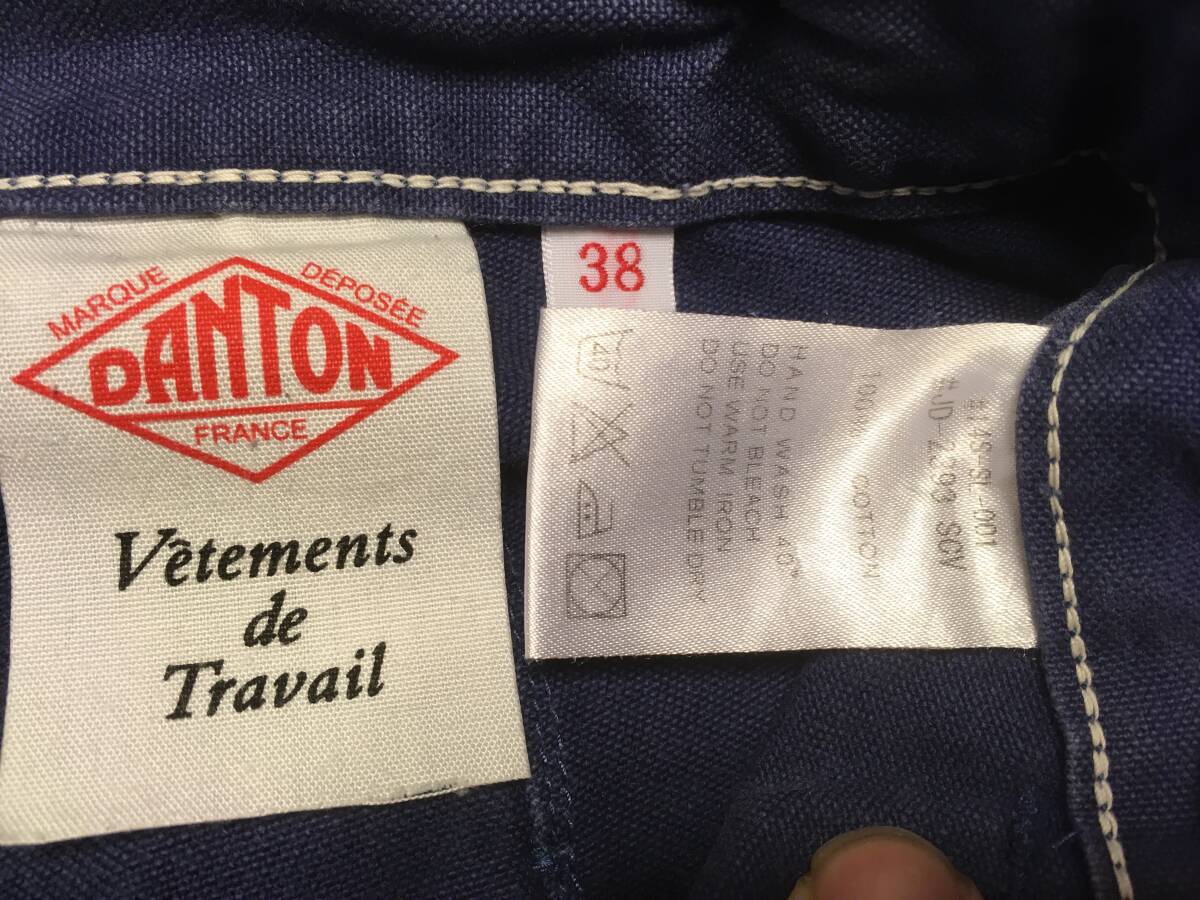 MARQUE DÉPOSÉE
DANTON
FRANCE
Vêtements
de
Travail
38
SCV
COTTON
HAND WASH
DO NOT BLEACH
USE WARM IRON
DO NOT TUMBLE DRY
40